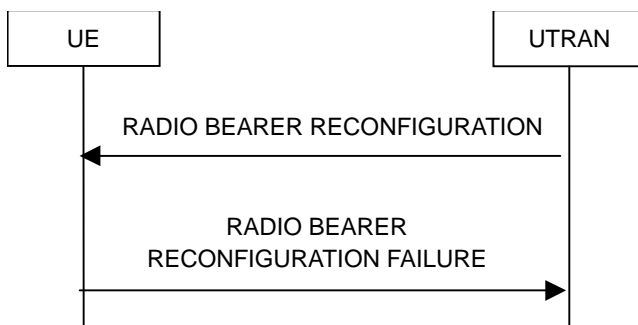 UE
UTRAN
RADIO BEARER RECONFIGURATION
RADIO BEARER
RECONFIGURATION FAILURE